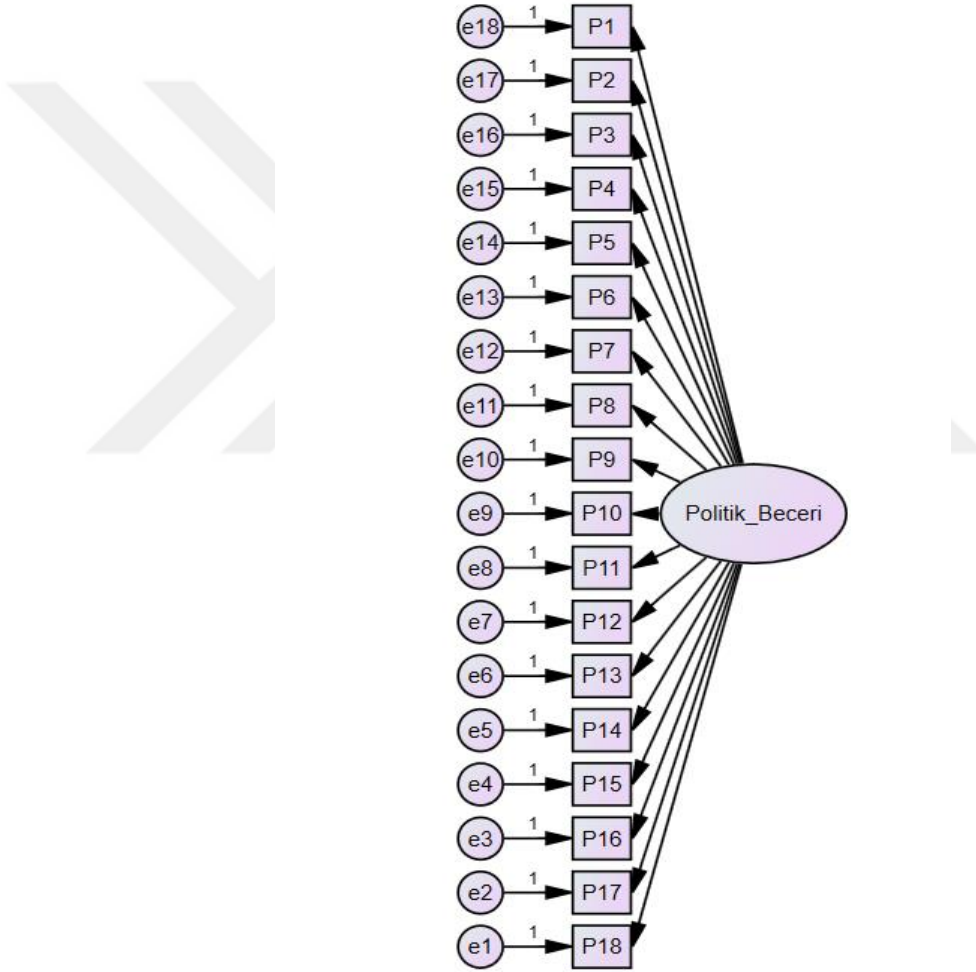 e18 1 P1
e17 1 P2
e16 1 P3
e15 1 P4
e14 1 P5
e13 1 P6
e12 1 P7
e11 1 P8
e10 1 P9
e9 1 P10 Politik_Beceri
e8 1 P11
e7 1 P12
e6 1 P13
e5 1 P14
e4 1 P15
e3 1 P16
e2 1 P17
e1 1 P18